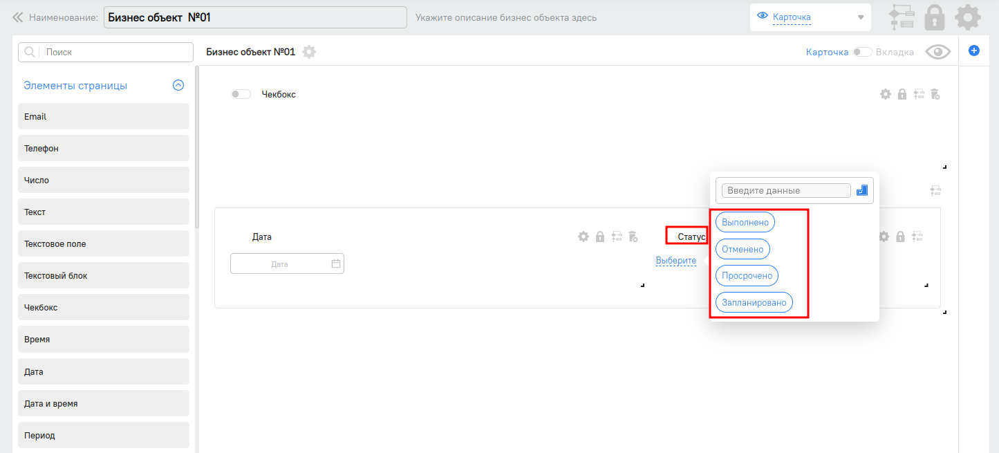 Наименование: Бизнес объект №01 Укажите описание бизнес объекта здесь Карточка
Поиск
Бизнес объект №01 Карточка Вкладка
Элементы страницы
Email
Телефон
Число
Текст
Текстовое поле
Текстовый блок
Чекбокс
Время
Дата
Дата и время
Период
Чекбокс
Дата
Дата
Статус
Выберите
Введите данные
Выполнено
Отменено
Просрочено
Запланировано